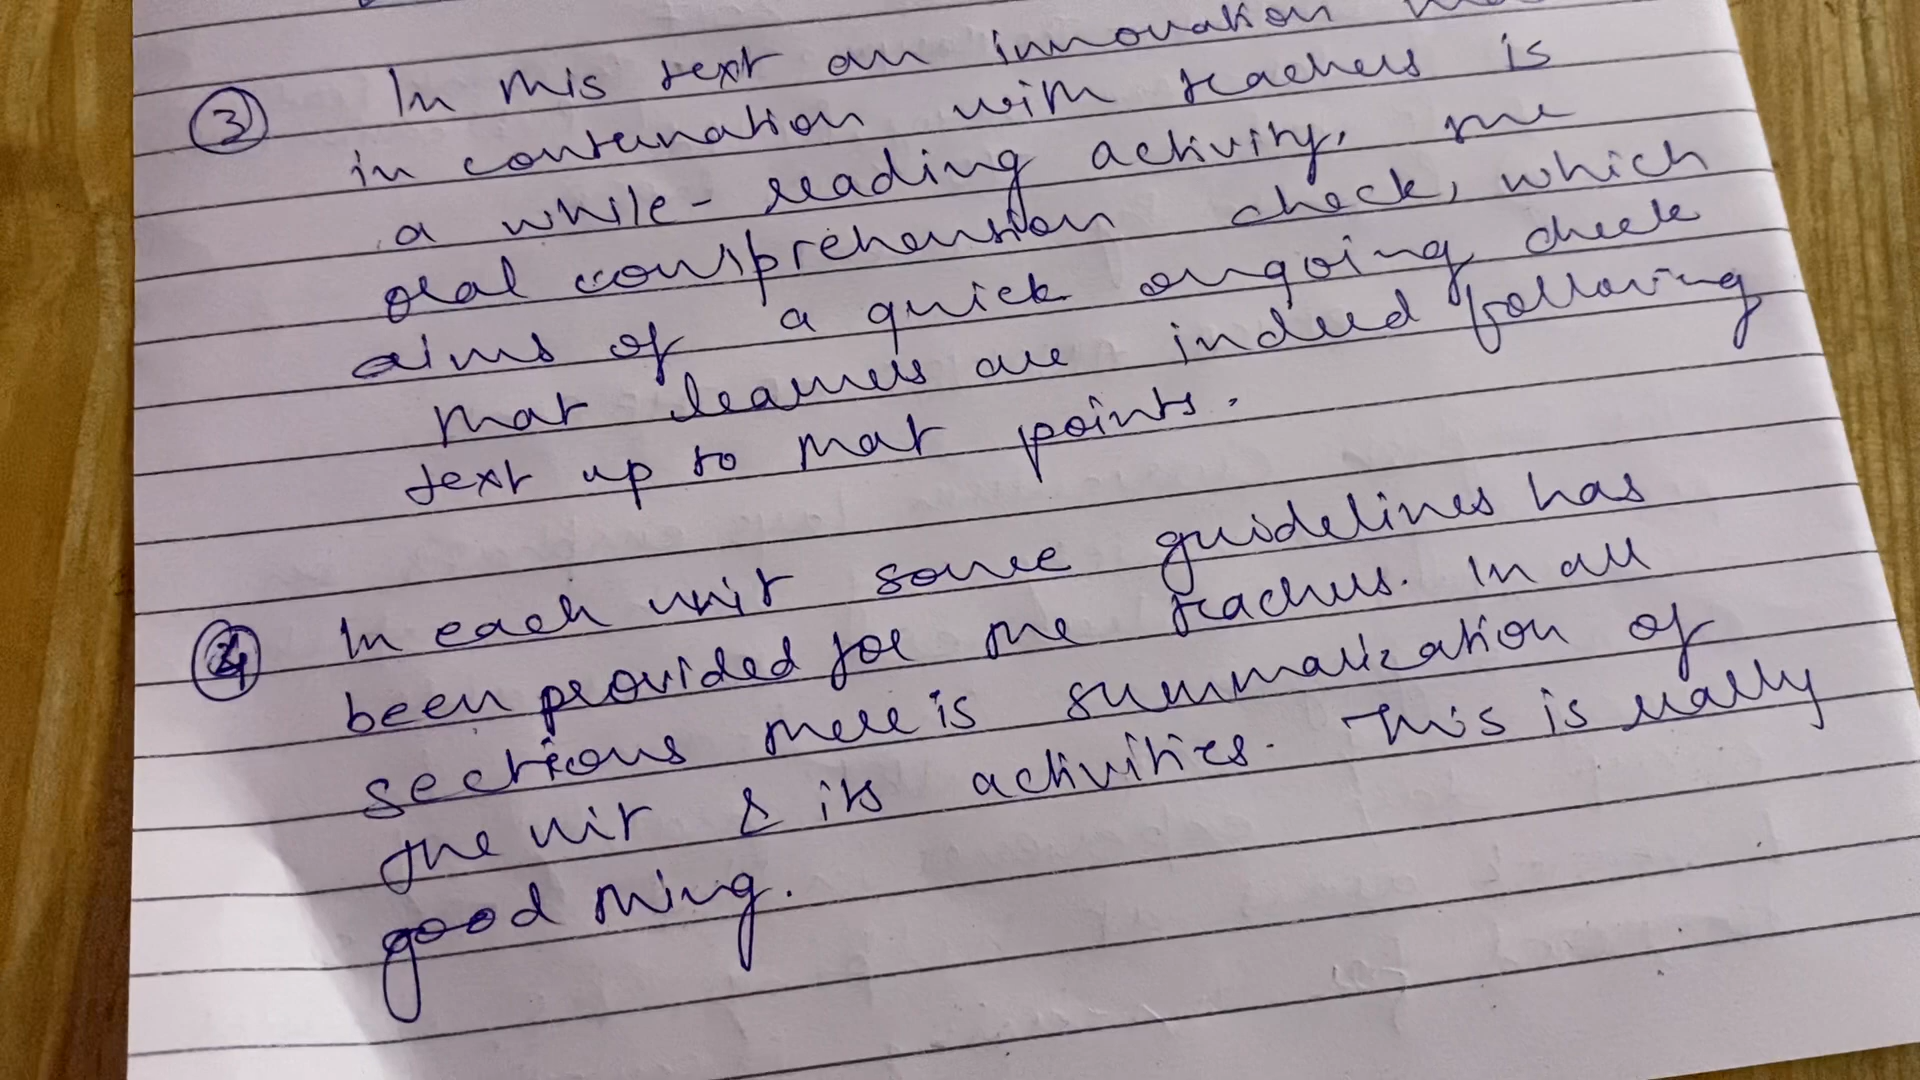 ③ In this text an innovation
in conternation with teachers is
a while-reading activity, the
oral comprehension check, which
aims of a quick ongoing check
that learners are indeed following
text up to that points.
④ In each unit some guidelines has
been provided for the teachers. In all
sections there is summarization of
the unit & its activities. This is really
good thing.